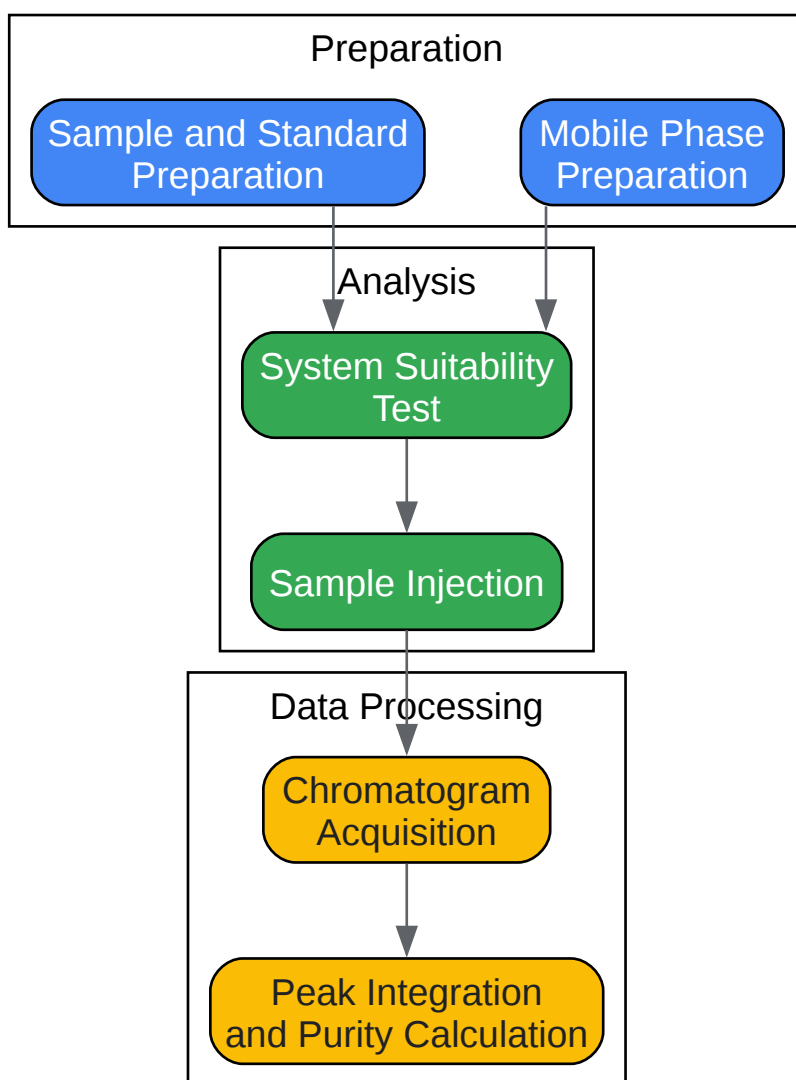 Preparation
Sample and Standard
Preparation
Mobile Phase
Preparation
Analysis
System Suitability
Test
Sample Injection
Data Processing
Chromatogram
Acquisition
Peak Integration
and Purity Calculation